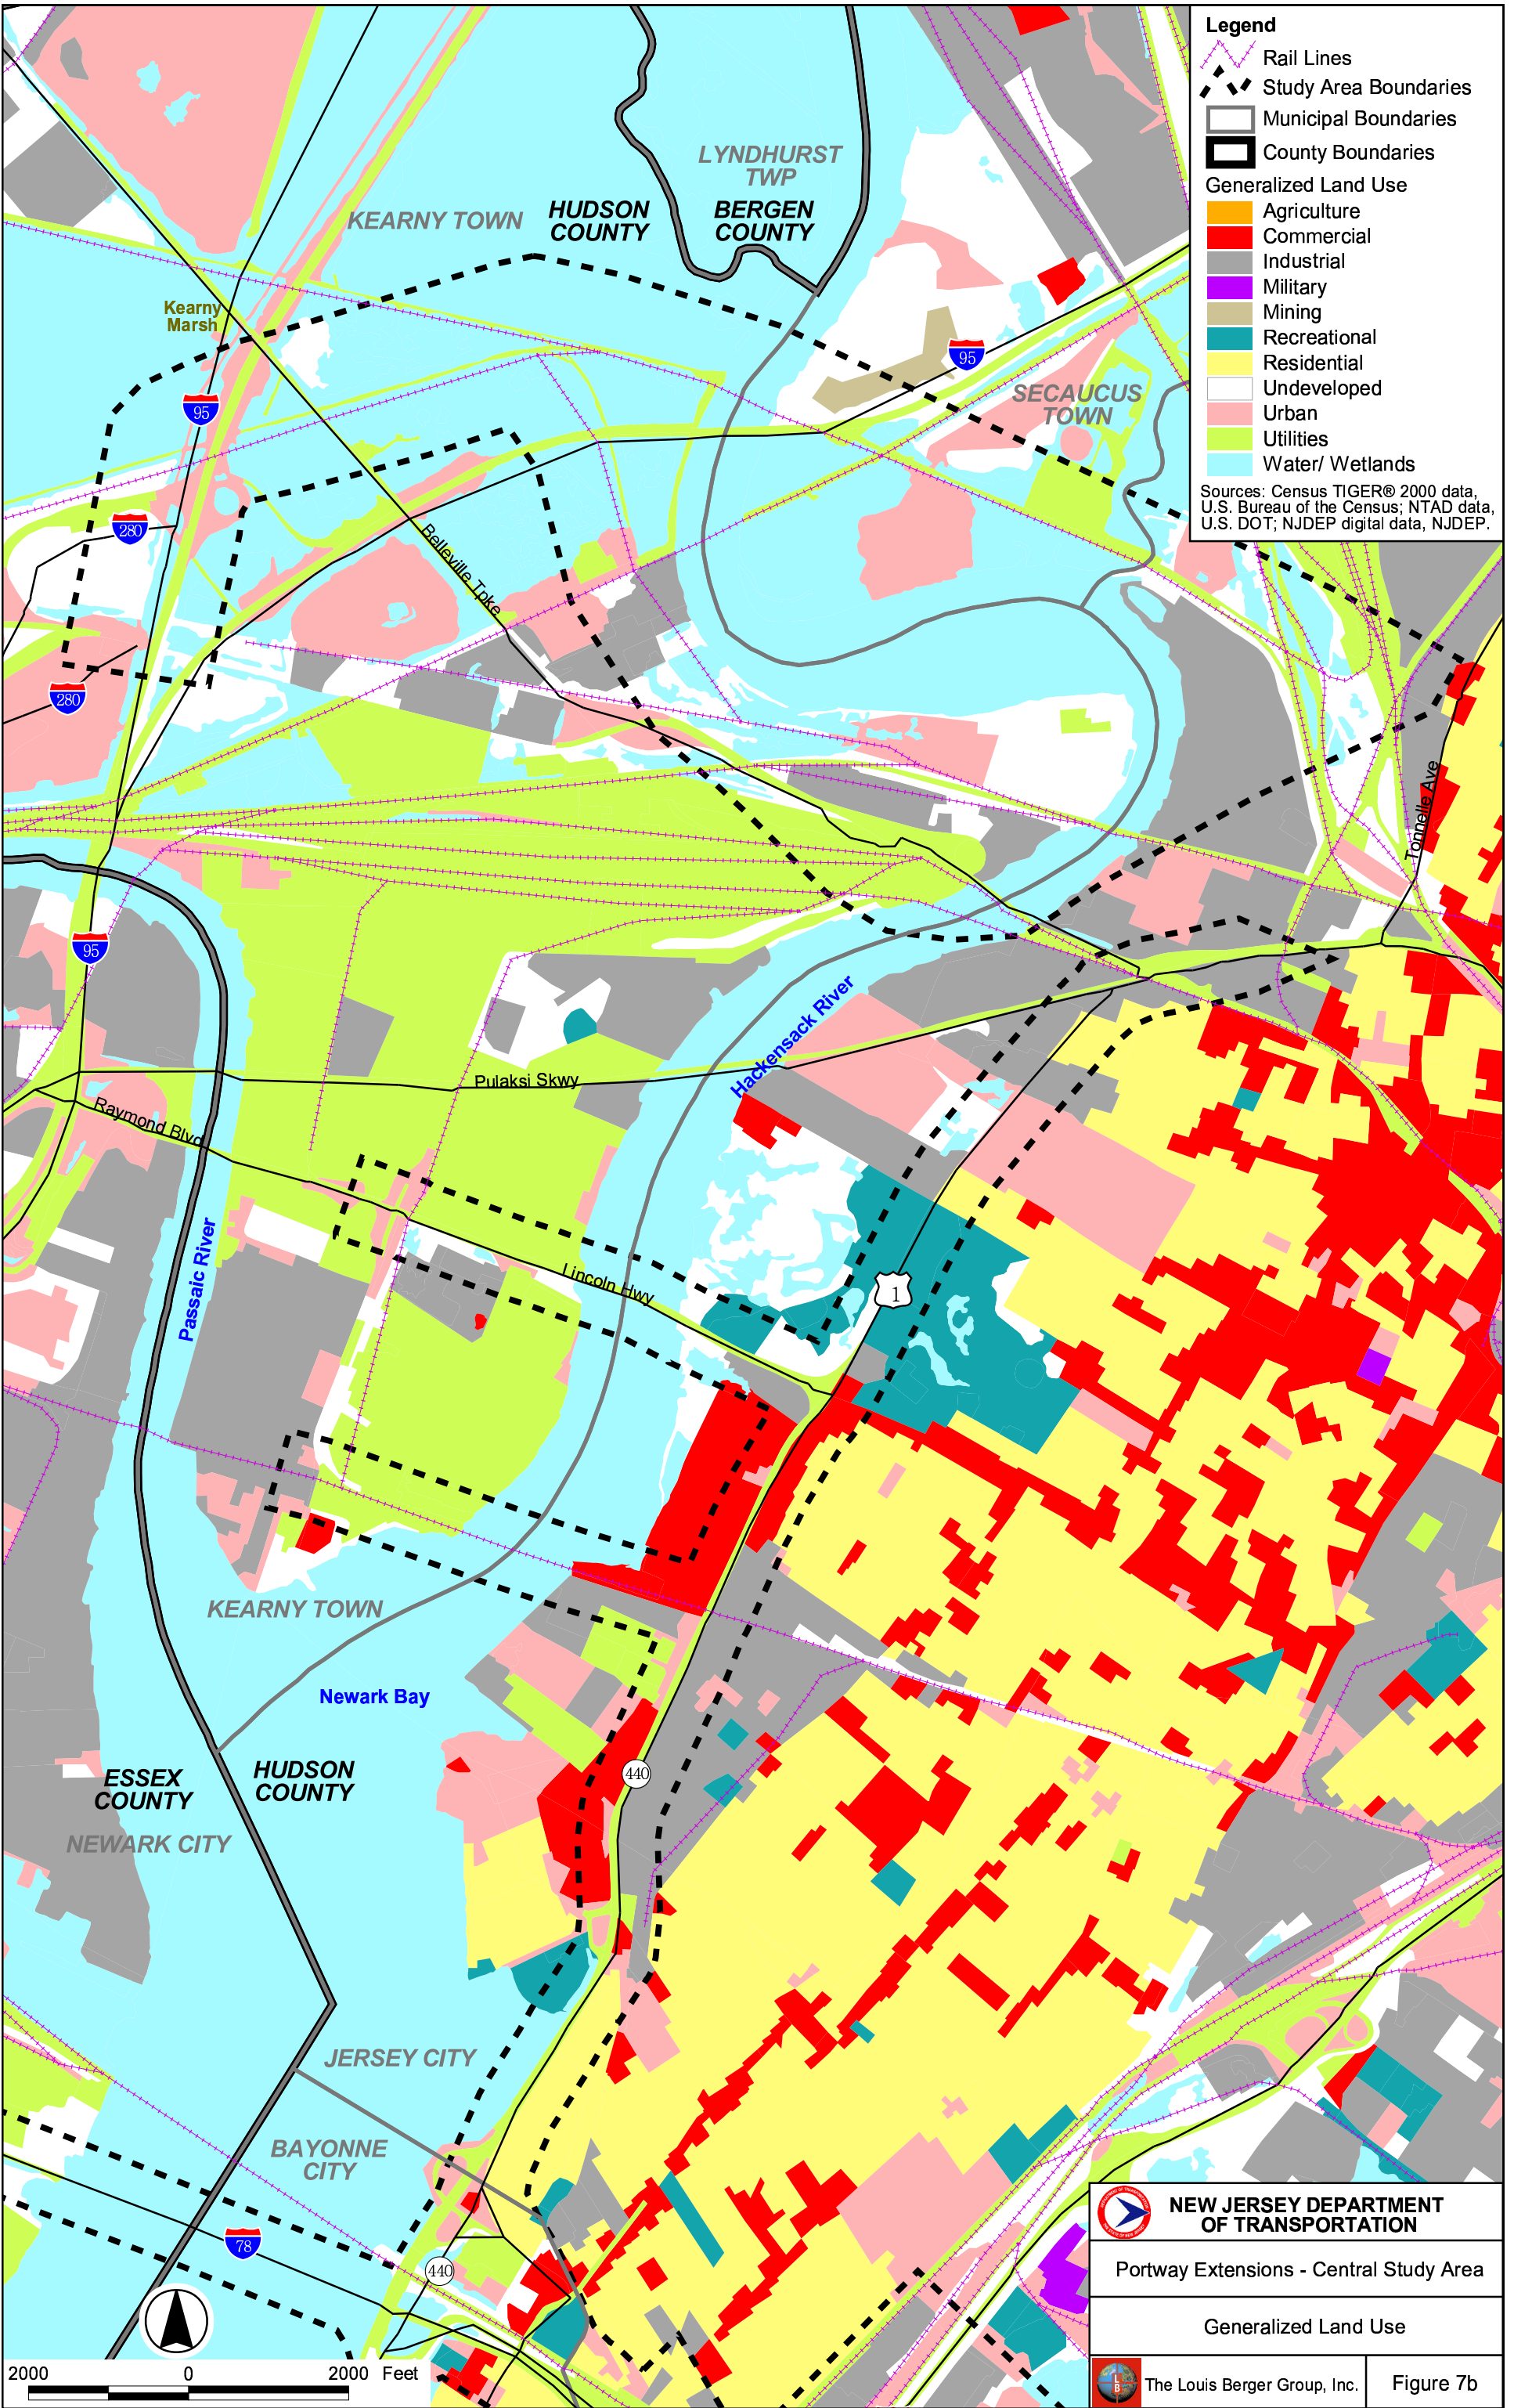 Legend
Rail Lines
Study Area Boundaries
Municipal Boundaries
County Boundaries
Generalized Land Use
Agriculture
Commercial
Industrial
Military
Mining
Recreational
Residential
Undeveloped
Urban
Utilities
Water/ Wetlands
Sources: Census TIGER® 2000 data,
U.S. Bureau of the Census; NTAD data,
U.S. DOT; NJDEP digital data, NJDEP.
LYNDHURST
TWP
KEARNY TOWN
HUDSON
COUNTY
BERGEN
COUNTY
Kearny
Marsh
95
95
SECAUCUS
TOWN
280
Belleville Tpke
280
Tonnelle Ave
95
Hackensack River
Pulaksi Skwy
Raymond Blvd
Passaic River
Lincoln Hwy
1
KEARNY TOWN
Newark Bay
ESSEX
COUNTY
HUDSON
COUNTY
440
NEWARK CITY
JERSEY CITY
BAYONNE
CITY
78
440
2000
0
2000 Feet
NEW JERSEY DEPARTMENT
OF TRANSPORTATION
Portway Extensions - Central Study Area
Generalized Land Use
The Louis Berger Group, Inc.
Figure 7b